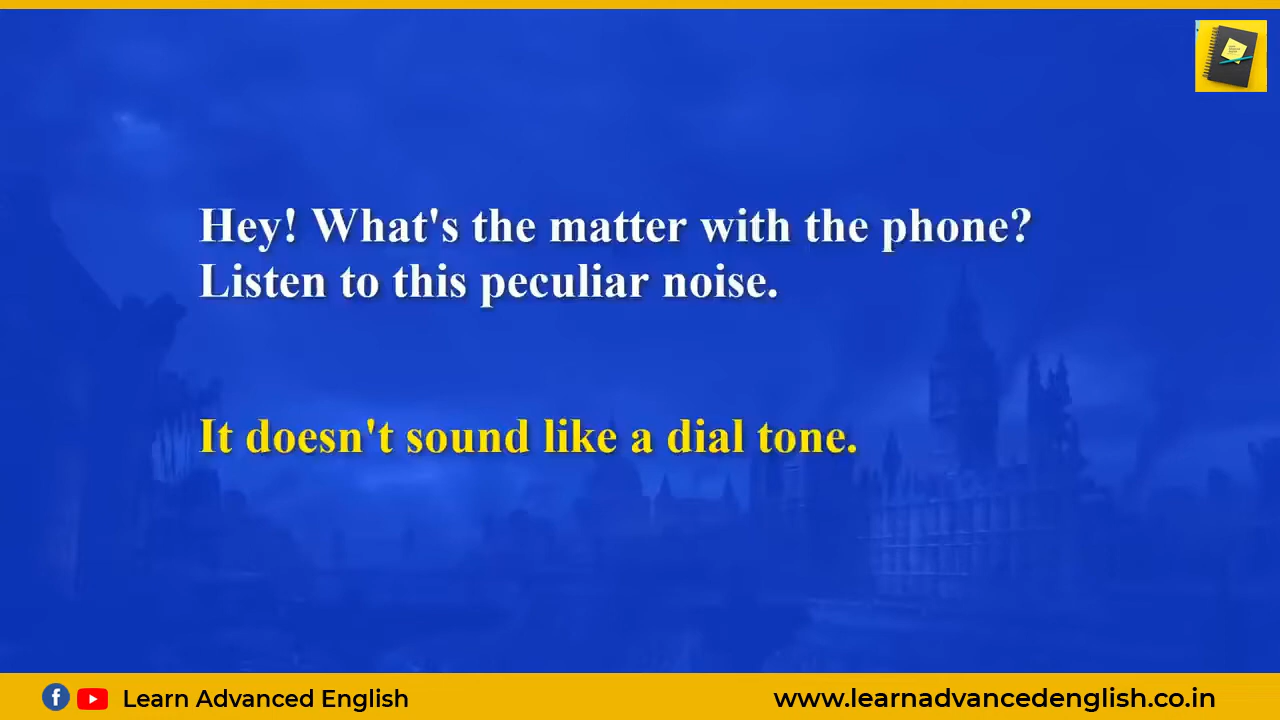 Hey! What's the matter with the phone?
Listen to this peculiar noise.
It doesn't sound like a dial tone.
Learn Advanced English
www.learnadvancedenglish.co.in